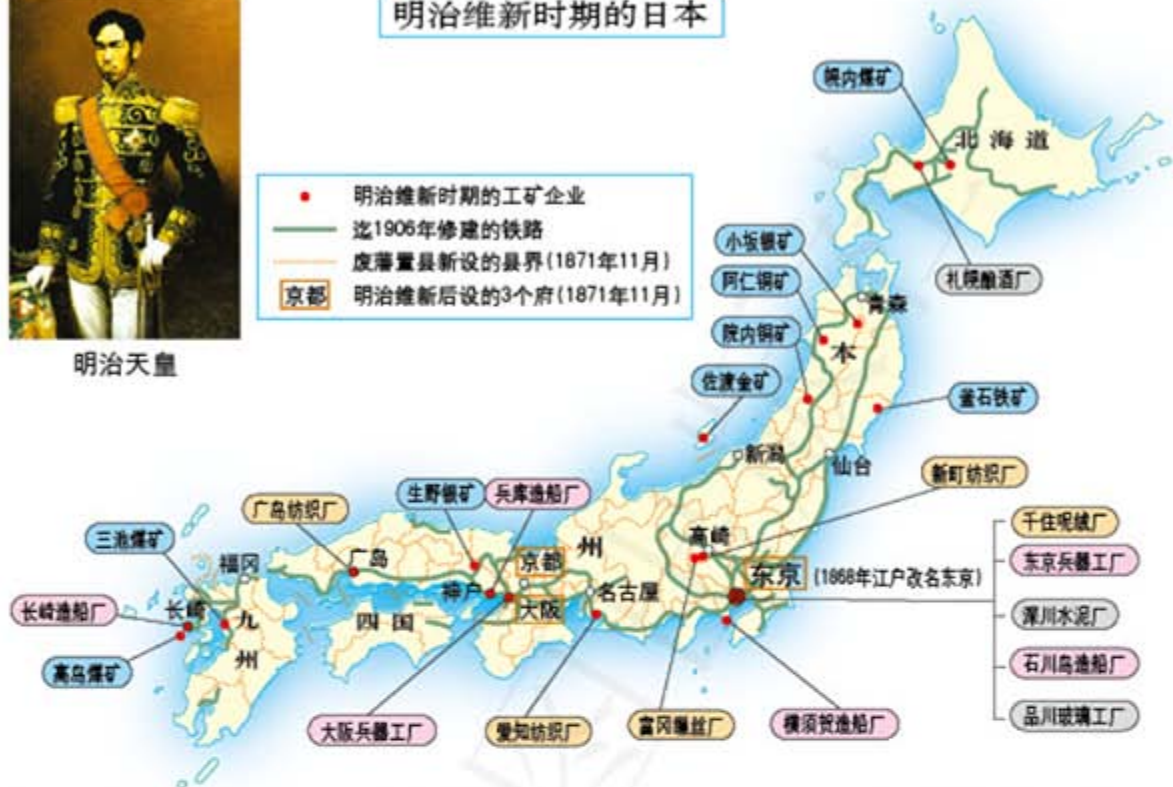 明治维新时期的日本
明治天皇
明治维新时期的工矿企业
迄1906年修建的铁路
废藩置县新设的县界(1871年11月)
京都 明治维新后设的3个府(1871年11月)
幌内煤矿
北海道
札幌酿酒厂
小坂银矿
阿仁铜矿
青森
院内铜矿
本
佐渡金矿
釜石铁矿
新潟
仙台
新町纺织厂
生野银矿
兵库造船厂
广岛纺织厂
三池煤矿
千住呢绒厂
高崎
州
广岛
京都
福冈
东京
(1868年江户改名东京)
东京兵器工厂
神户
名古屋
长崎造船厂
长崎
九
州
四国
大阪
深川水泥厂
高岛煤矿
石川岛造船厂
大阪兵器工厂
爱知纺织厂
富冈缫丝厂
横须贺造船厂
品川玻璃工厂